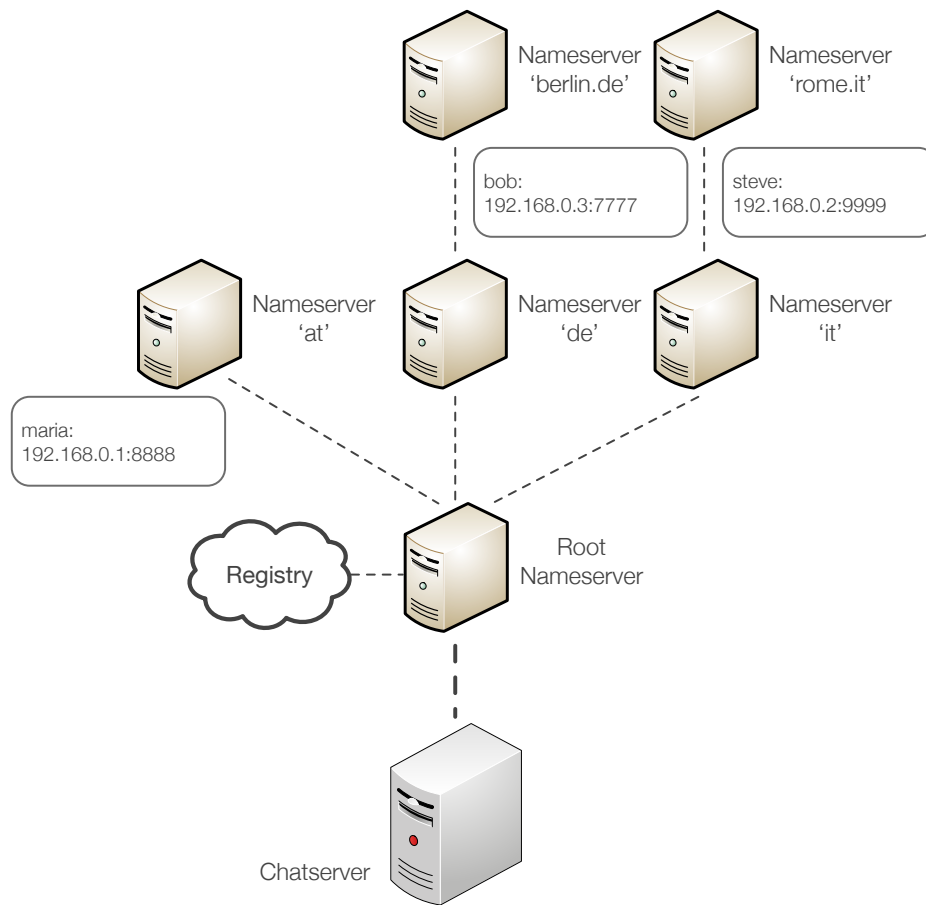 Nameserver
‘berlin.de’
Nameserver
‘rome.it’
bob:
192.168.0.3:7777
steve:
192.168.0.2:9999
Nameserver
‘at’
Nameserver
‘de’
Nameserver
‘it’
maria:
192.168.0.1:8888
Registry
Root
Nameserver
Chatserver